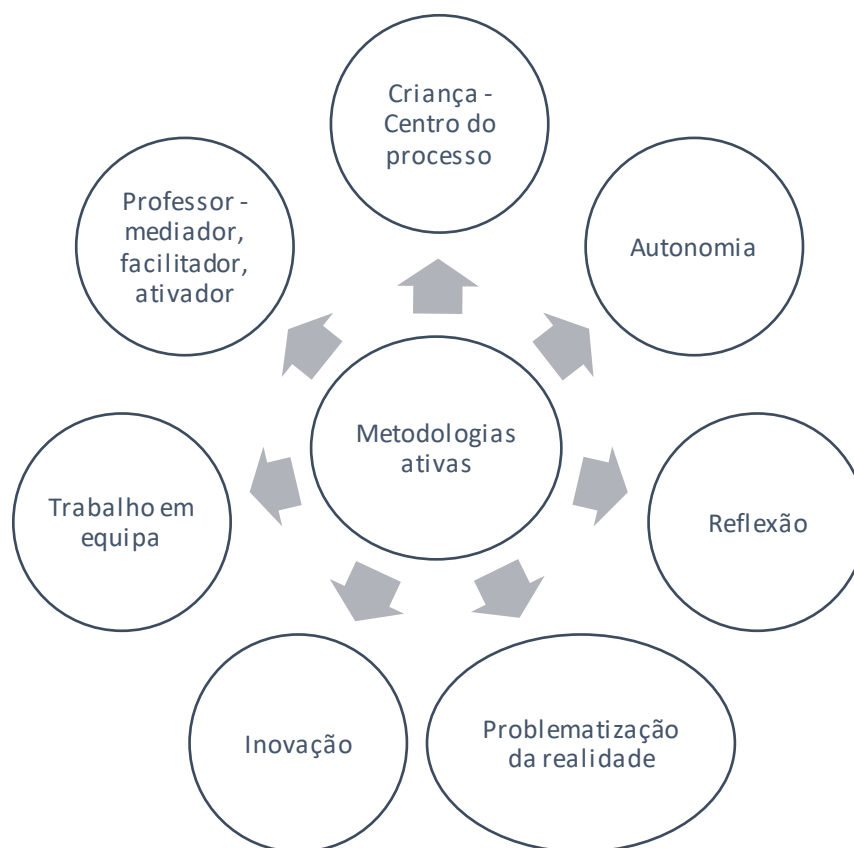 Criança -
Centro do
processo
Professor -
mediador,
facilitador,
ativador
Autonomia
Metodologias
ativas
Trabalho em
equipa
Reflexão
Inovação
Problematização
da realidade